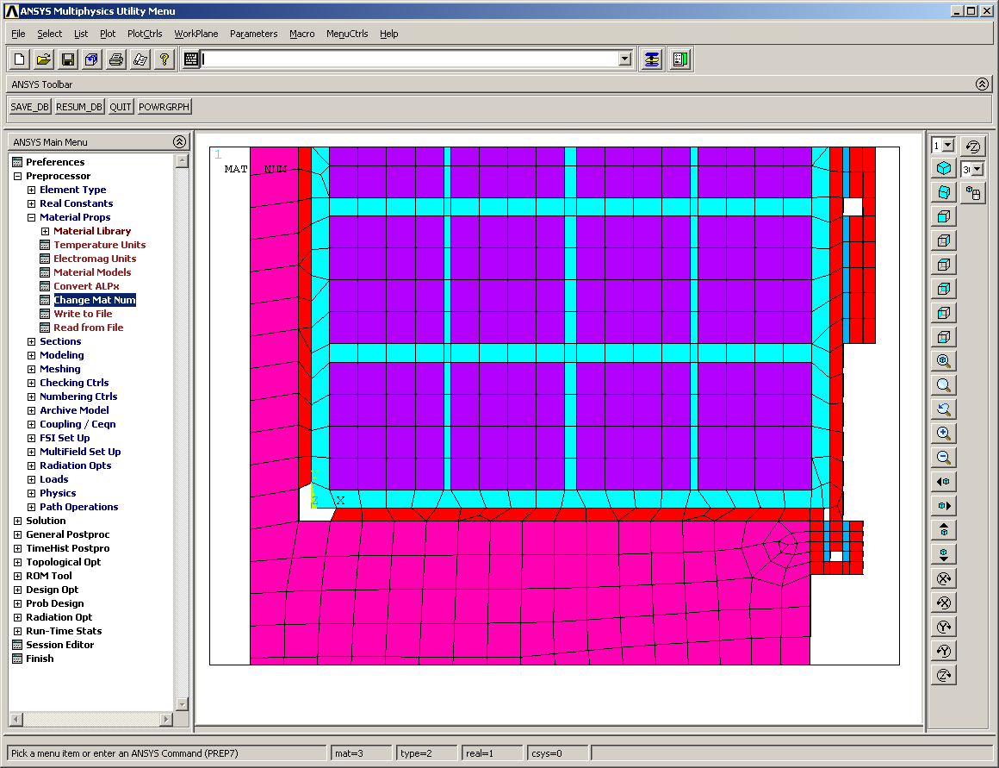 ANSYS Multiphysics Utility Menu
File Select List Plot PlotCtrls WorkPlane Parameters Macro MenuCtrls Help
ANSYS Toolbar
SAVE_DB RESUM_DB QUIT POWRGRPH
ANSYS Main Menu
Preferences
Preprocessor
Element Type
Real Constants
Material Props
Material Library
Temperature Units
Electromag Units
Material Models
Convert ALPx
Change Mat Num
Write to File
Read from File
Sections
Modeling
Meshing
Checking Ctrls
Numbering Ctrls
Archive Model
Coupling / Ceqn
FSI Set Up
MultiField Set Up
Radiation Opts
Loads
Physics
Path Operations
Solution
General Postproc
TimeHist Postpro
Topological Opt
ROM Tool
Design Opt
Prob Design
Radiation Opt
Run-Time Stats
Session Editor
Finish
1
MAT NUM
Y
Z X
1
Pick a menu item or enter an ANSYS Command (PREP7) mat=3 type=2 real=1 csys=0